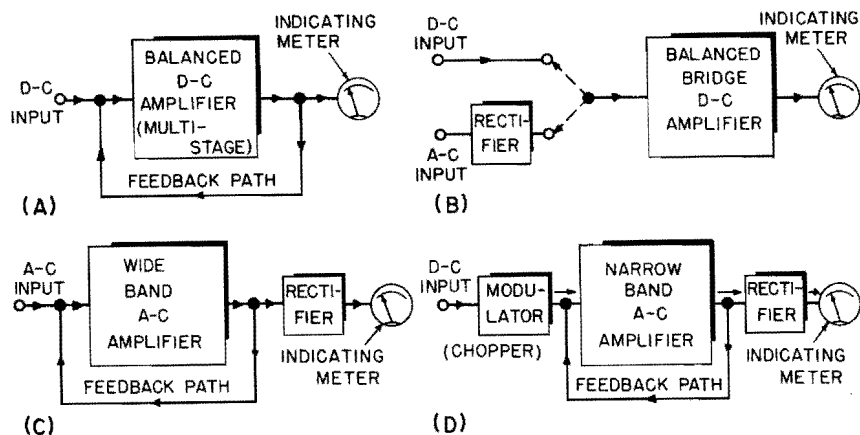 INDICATING
METER
BALANCED
D-C
AMPLIFIER
(MULTI-
STAGE)
D-C
INPUT
FEEDBACK PATH
(A)
D-C
INPUT
RECTI-
FIER
A-C
INPUT
BALANCED
BRIDGE
D-C
AMPLIFIER
INDICATING
METER
(B)
A-C
INPUT
WIDE
BAND
A-C
AMPLIFIER
RECTI-
FIER
INDICATING
METER
FEEDBACK PATH
(C)
D-C
INPUT
MODU-
LATOR
(CHOPPER)
NARROW
BAND
A-C
AMPLIFIER
RECTI-
FIER
INDICATING
METER
FEEDBACK PATH
(D)